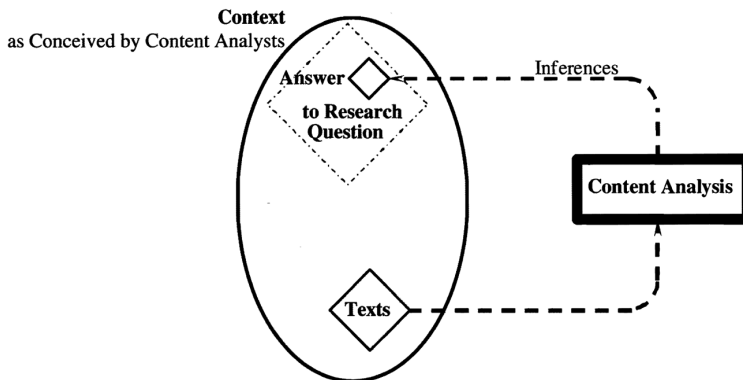 Context
as Conceived by Content Analysts
Inferences
Answer
to Research
Question
Content Analysis
Texts